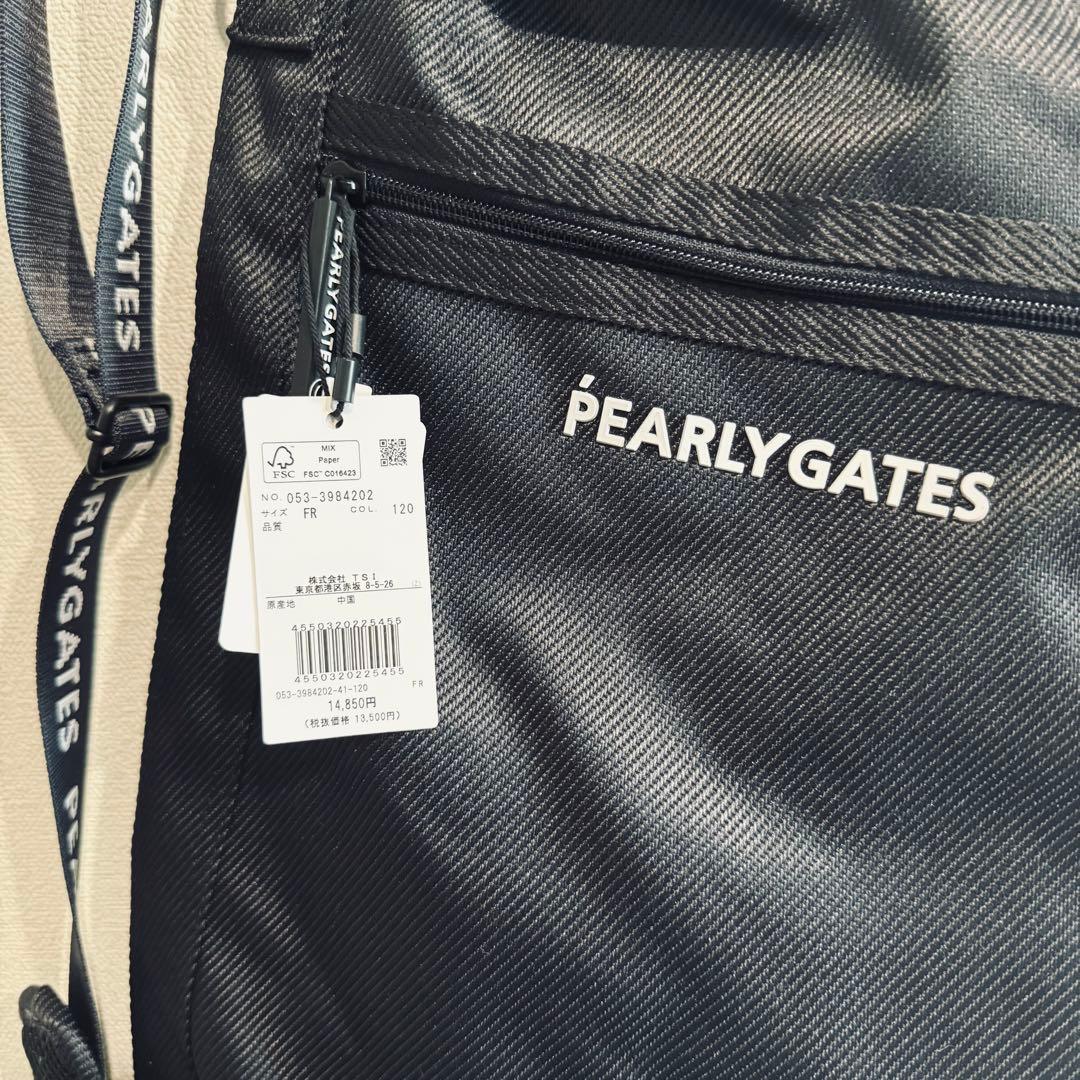 PEARLYGATES
PEARLYGATES
PEARLYGATES
ṔEARLYGATES
FSC™
MIX
Paper
FSC™ C016423
NO. 053-3984202
サイズ FR COL. 120
品質
株式会社 TSI
東京都港区赤坂 8-5-26 (Z)
原産地 中国
4550320225455
4550320225455
053-3984202-41-120 FR
14,850円
(税抜価格 13,500円)